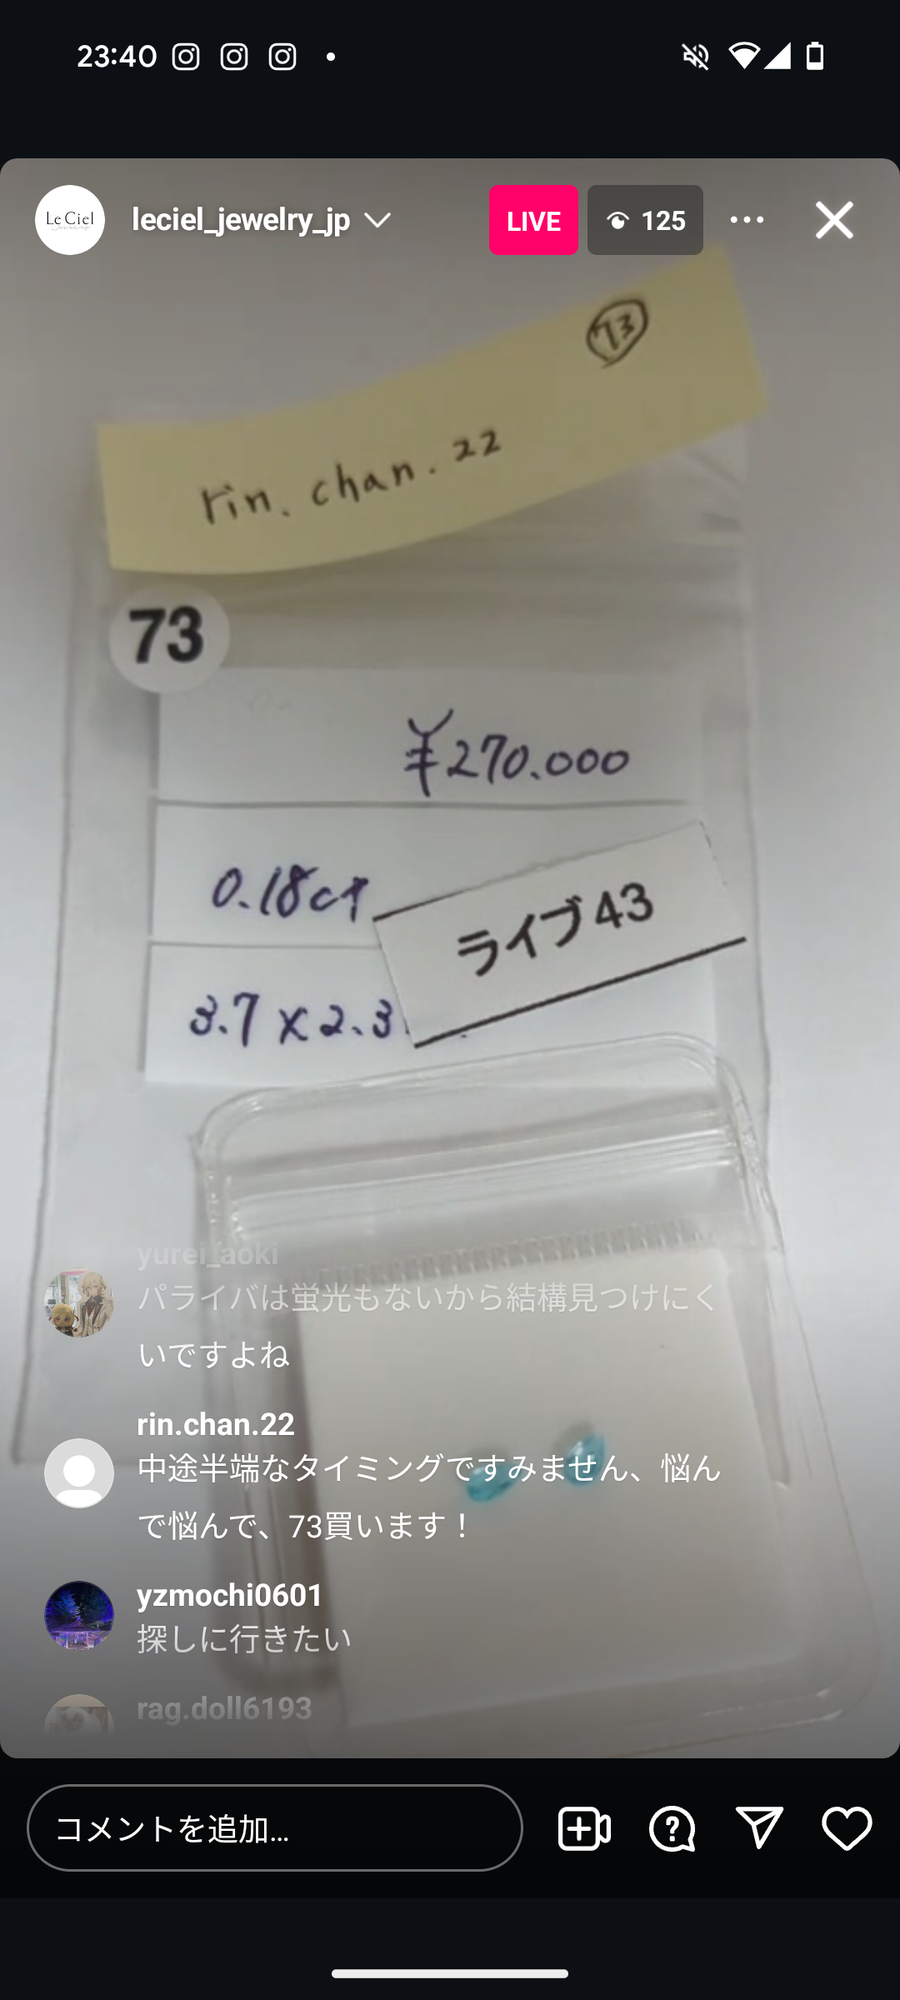 23:40
Le Ciel
leciel_jewelry_jp
LIVE
125
73
rin.chan.22
73
¥270.000
0.18ct
ライブ43
3.7 x 2.3
yurei_aoki
パライバは蛍光もないから結構見つけにく
いですよね
rin.chan.22
中途半端なタイミングですみません、悩ん
で悩んで、73買います！
yzmochi0601
探しに行きたい
rag.doll6193
コメントを追加...